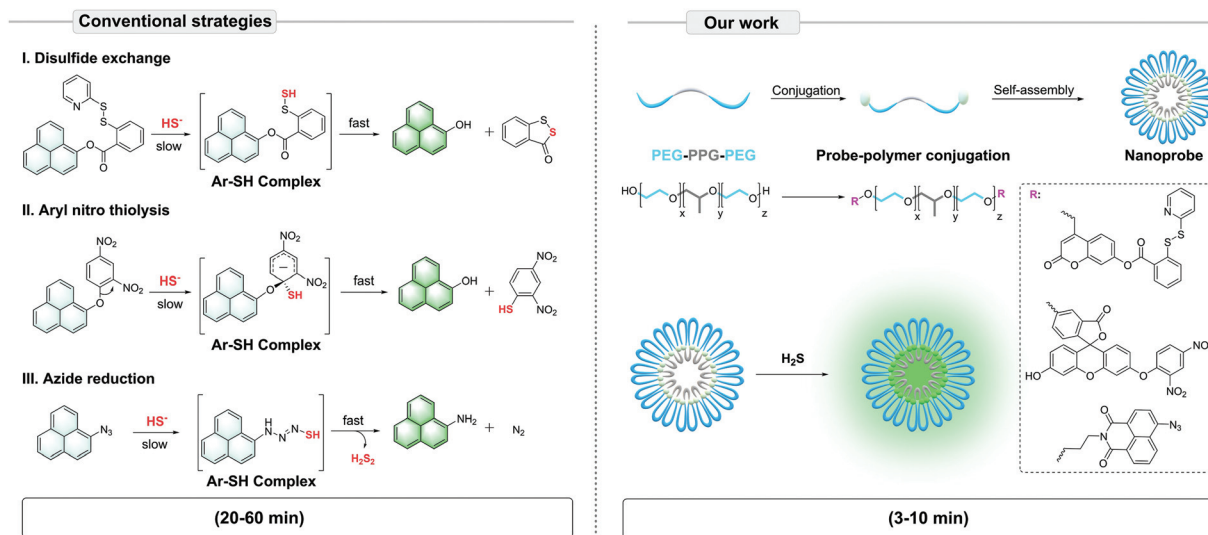 Conventional strategies
I. Disulfide exchange
N
S
S
O
O
HS-
slow
SH
S
O
O
Ar-SH Complex
fast
OH
+
S
S
O
II. Aryl nitro thiolysis
NO2
NO2
O
HS-
slow
NO2
NO2
O
SH
Ar-SH Complex
fast
OH
+
NO2
HS
NO2
III. Azide reduction
N3
HS-
slow
H
N
N
N
SH
Ar-SH Complex
fast
H2S2
NH2
+ N2
(20-60 min)
Our work
Conjugation
Self-assembly
PEG-PPG-PEG
Probe-polymer conjugation
Nanoprobe
HO
O
x
O
y
O
H
z
R
O
O
x
O
y
O
R
z
H2S
R:
N
S
S
O
O
O
O
O
O
HO
O
O
NO
NO2
O
N
O
N3
(3-10 min)